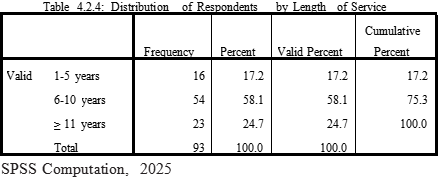 Table 4.2.4: Distribution of Respondents by Length of Service
Cumulative
Frequency Percent Valid Percent Percent
Valid 1-5 years 16 17.2 17.2 17.2
6-10 years 54 58.1 58.1 75.3
≥ 11 years 23 24.7 24.7 100.0
Total 93 100.0 100.0
SPSS Computation, 2025